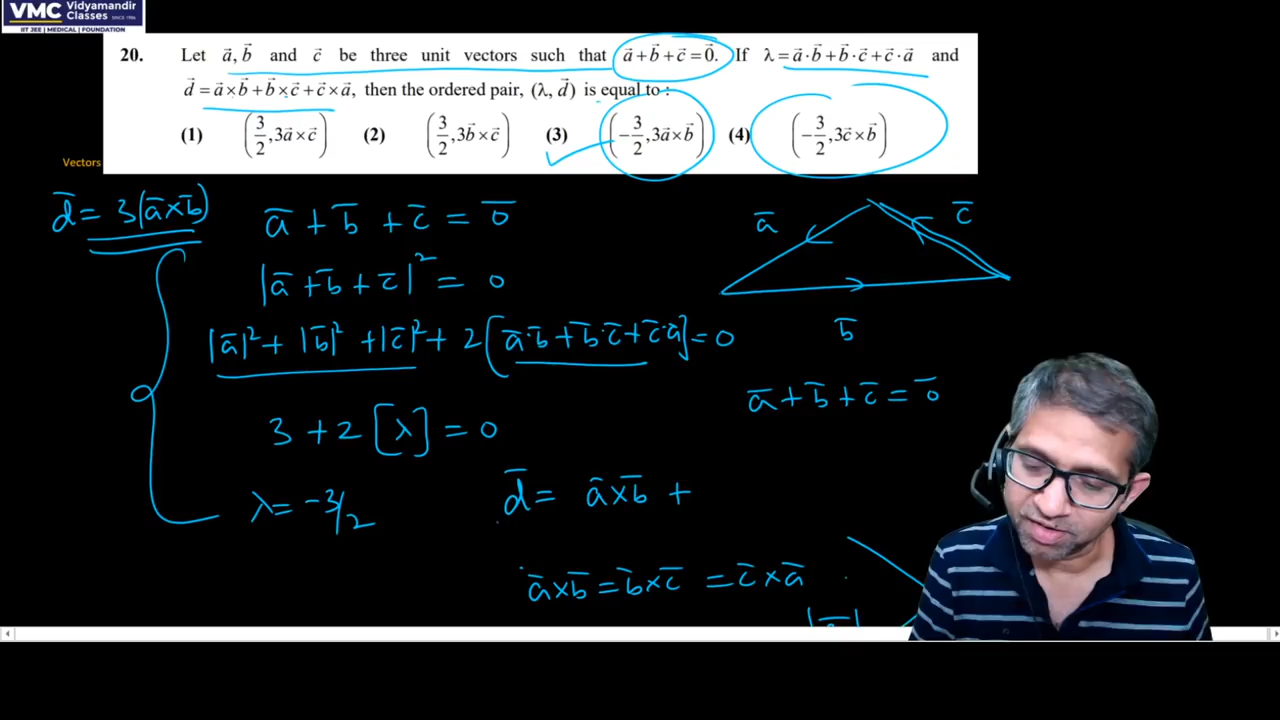 VMC Vidyamandir Classes SINCE 1986
IIT JEE | MEDICAL | FOUNDATION
20. Let a⃗, b⃗ and c⃗ be three unit vectors such that a⃗ + b⃗ + c⃗ = 0⃗. If λ = a⃗·b⃗ + b⃗·c⃗ + c⃗·a⃗ and
d⃗ = a⃗×b⃗ + b⃗×c⃗ + c⃗×a⃗, then the ordered pair, (λ, d⃗) is equal to :
(1) (3/2, 3a⃗×c⃗) (2) (3/2, 3b⃗×c⃗) (3) (−3/2, 3a⃗×b⃗) (4) (−3/2, 3c⃗×b⃗)
Vectors
d̄ = 3(ā×b̄)
ā + b̄ + c̄ = 0̄
|ā + b̄ + c̄|² = 0
|ā|² + |b̄|² + |c̄|² + 2[ā·b̄ + b̄·c̄ + c̄·ā] = 0
3 + 2[λ] = 0
λ = −3/2
ā
c̄
b̄
ā + b̄ + c̄ = 0̄
d̄ = ā×b̄ +
ā×b̄ = b̄×c̄ = c̄×ā